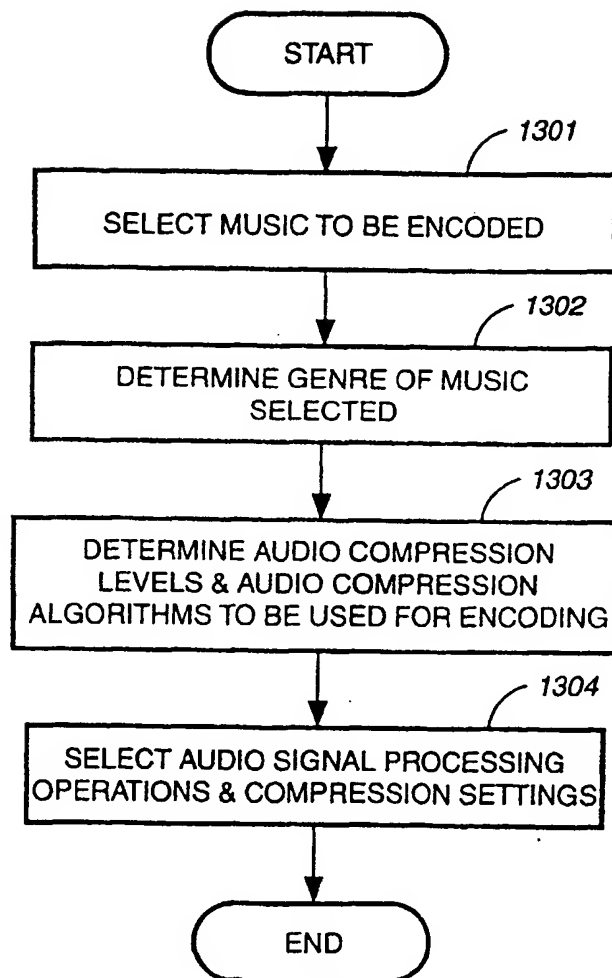 START
1301
SELECT MUSIC TO BE ENCODED
1302
DETERMINE GENRE OF MUSIC
SELECTED
1303
DETERMINE AUDIO COMPRESSION
LEVELS & AUDIO COMPRESSION
ALGORITHMS TO BE USED FOR ENCODING
1304
SELECT AUDIO SIGNAL PROCESSING
OPERATIONS & COMPRESSION SETTINGS
END